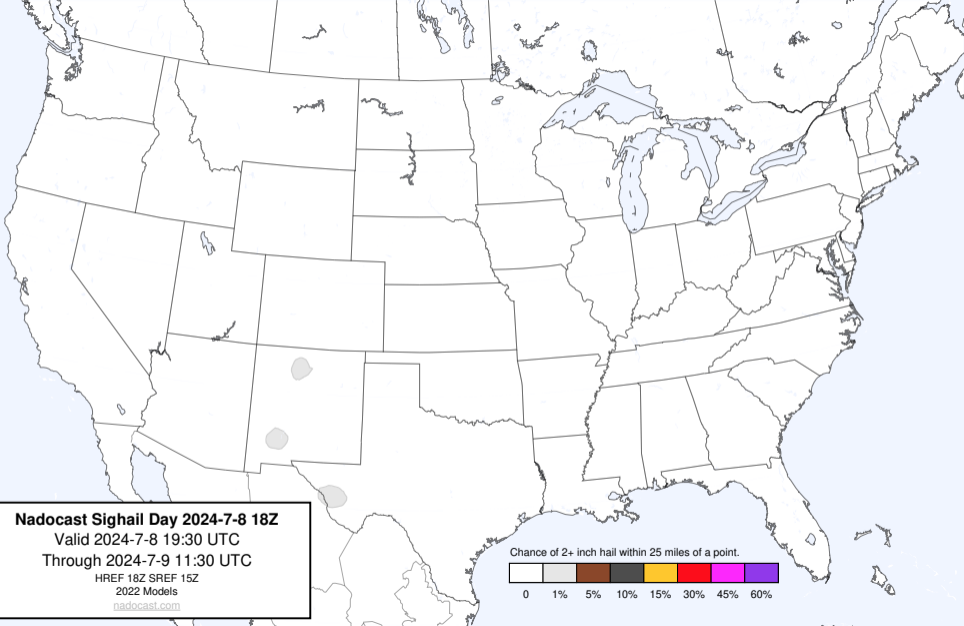 Nadocast Sighail Day 2024-7-8 18Z
Valid 2024-7-8 19:30 UTC
Through 2024-7-9 11:30 UTC
HREF 18Z SREF 15Z
2022 Models
nadocast.com
Chance of 2+ inch hail within 25 miles of a point.
0 1% 5% 10% 15% 30% 45% 60%